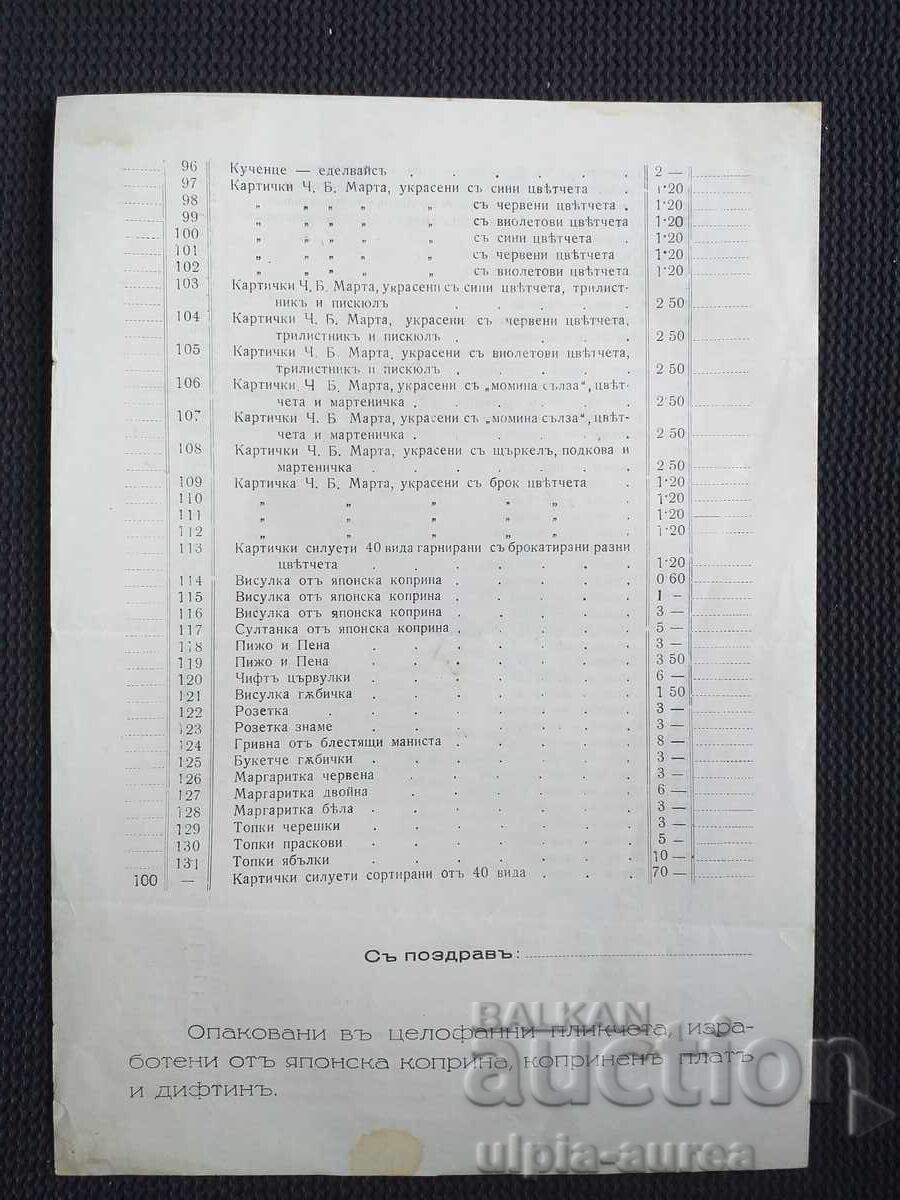 96 Кученце — еделвайсъ . . . . . . 2 —
97 Картички Ч. Б. Марта, украсени съ сини цвѣтчета . 1·20
98 „ „ „ „ „ съ червени цвѣтчета . 1·20
99 „ „ „ „ „ съ виолетови цвѣтчета 1·20
100 „ „ „ „ „ съ сини цвѣтчета . 1·20
101 „ „ „ „ „ съ червени цвѣтчета 1·20
102 „ „ „ „ „ съ виолетови цвѣтчета 1·20
103 Картички Ч. Б. Марта, украсени съ сини цвѣтчета, трилист-
никъ и пискюлъ . . . . . 2 50
104 Картички Ч. Б. Марта, украсени съ червени цвѣтчета,
трилистникъ и пискюлъ . . . . 2 50
105 Картички Ч. Б. Марта, украсени съ виолетови цвѣтчета,
трилистникъ и пискюлъ . . . . . 2 50
106 Картички, Ч Б. Марта, украсени съ „момина сълза“, цвѣт-
чета и мартеничка . . . . . 2 50
107 Картички Ч. Б. Марта, украсени съ „момина сълза“, цвѣт-
чета и мартеничка . . . . . 2 50
108 Картички Ч. Б. Марта, украсени съ щъркелъ, подкова и
мартеничка . . . . . . 2 50
109 Картичка Ч. Б. Марта, украсени съ брок цвѣтчета . 1·20
110 „ „ „ „ „ 1·20
111 „ „ „ „ „ . 1·20
112 „ „ „ „ „ . 1·20
113 Картички силуети 40 вида гарнирани съ брокатирани разни
цвѣтчета . . . . . . 1·20
114 Висулка отъ японска коприна . . . . . 0 60
115 Висулка отъ японска коприна . . . . . 1 —
116 Висулка отъ японска коприна . . . . . 3 —
117 Султанка отъ японска коприна . . . . . 5 —
118 Пижо и Пена . . . . . . 3 —
119 Пижо и Пена . . . . . . 3 50
120 Чифтъ цървулки . . . . . . 6 —
121 Висулка гѫбичка . . . . . . 1 50
122 Розетка . . . . . . . 3 —
123 Розетка знаме . . . . . . 3 —
124 Гривна отъ блестящи маниста . . . . . 8 —
125 Букетче гѫбички . . . . . . 3 —
126 Маргаритка червена . . . . . . 3 —
127 Маргаритка двойна . . . . . . 6 —
128 Маргаритка бѣла . . . . . . 3 —
129 Топки черешки . . . . . . 3 —
130 Топки праскови . . . . . . 5 —
131 Топки ябълки . . . . . . 10 —
100 — Картички силуети сортирани отъ 40 вида . . . 70 —
Съ поздравъ:
Опаковани въ целофанни пликчета, изра-
ботени отъ японска коприна, коприненъ платъ
и дифтинъ.
BALKAN
auction
ulpia-aurea